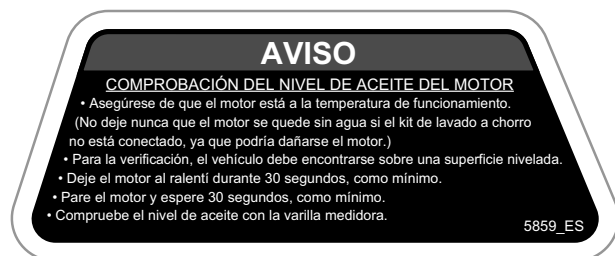 AVISO
COMPROBACIÓN DEL NIVEL DE ACEITE DEL MOTOR
• Asegúrese de que el motor está a la temperatura de funcionamiento.
(No deje nunca que el motor se quede sin agua si el kit de lavado a chorro
no está conectado, ya que podría dañarse el motor.)
• Para la verificación, el vehículo debe encontrarse sobre una superficie nivelada.
• Deje el motor al ralentí durante 30 segundos, como mínimo.
• Pare el motor y espere 30 segundos, como mínimo.
• Compruebe el nivel de aceite con la varilla medidora.
5859_ES